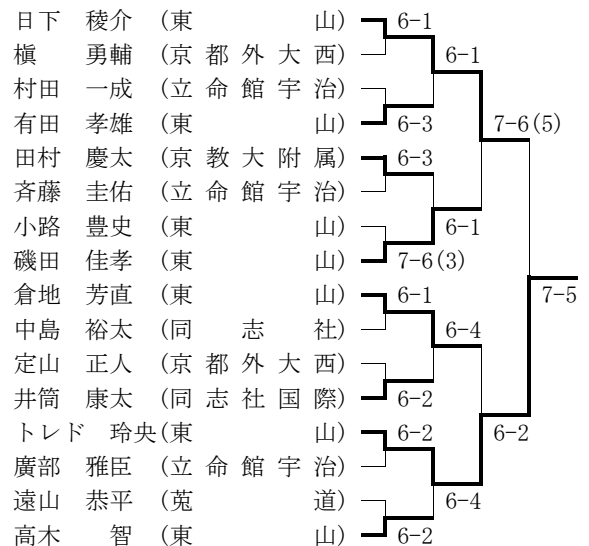 日下 稜介 (東山) 6-1
槇 勇輔 (京都外大西) 6-1
村田 一成 (立命館宇治)
有田 孝雄 (東山) 6-3 7-6(5)
田村 慶太 (京教大附属) 6-3
斉藤 圭佑 (立命館宇治)
小路 豊史 (東山) 6-1
磯田 佳孝 (東山) 7-6(3)
倉地 芳直 (東山) 6-1 7-5
中島 裕太 (同志社) 6-4
定山 正人 (京都外大西)
井筒 康太 (同志社国際) 6-2
トレド 玲央 (東山) 6-2 6-2
廣部 雅臣 (立命館宇治)
遠山 恭平 (莵道) 6-4
高木 智 (東山) 6-2